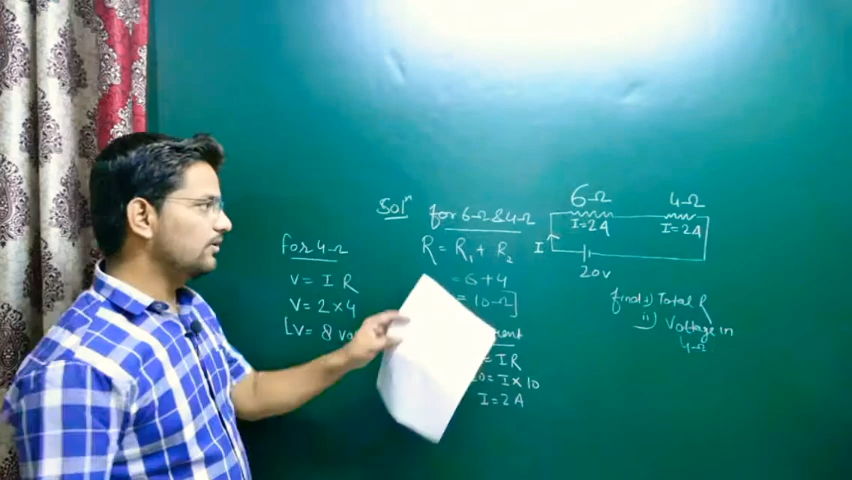 Solⁿ
for 6Ω & 4Ω
R = R₁ + R₂
= 6+4
= 10Ω]
= IR
= I × 10
I = 2A
for 4Ω
V = I R
V = 2 × 4
[V = 8
6Ω
4Ω
I=2A
I=2A
I
20v
find i) Total R
ii) Voltage in
4Ω